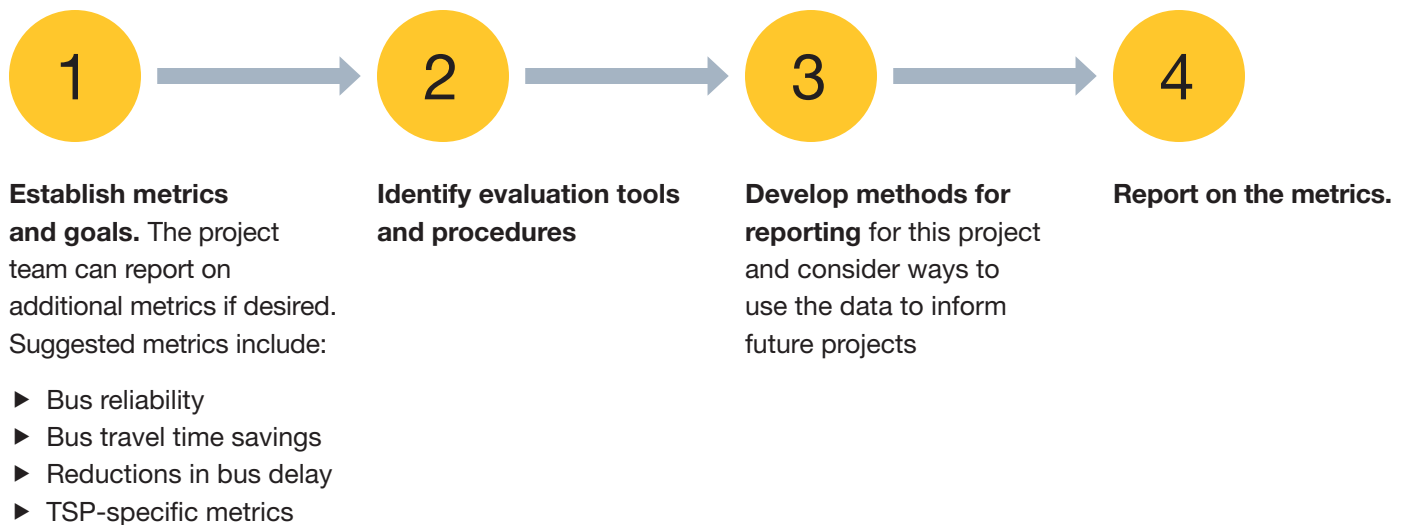 1
2
3
4
Establish metrics
and goals. The project
team can report on
additional metrics if desired.
Suggested metrics include:
▶ Bus reliability
▶ Bus travel time savings
▶ Reductions in bus delay
▶ TSP-specific metrics
Identify evaluation tools
and procedures
Develop methods for
reporting for this project
and consider ways to
use the data to inform
future projects
Report on the metrics.